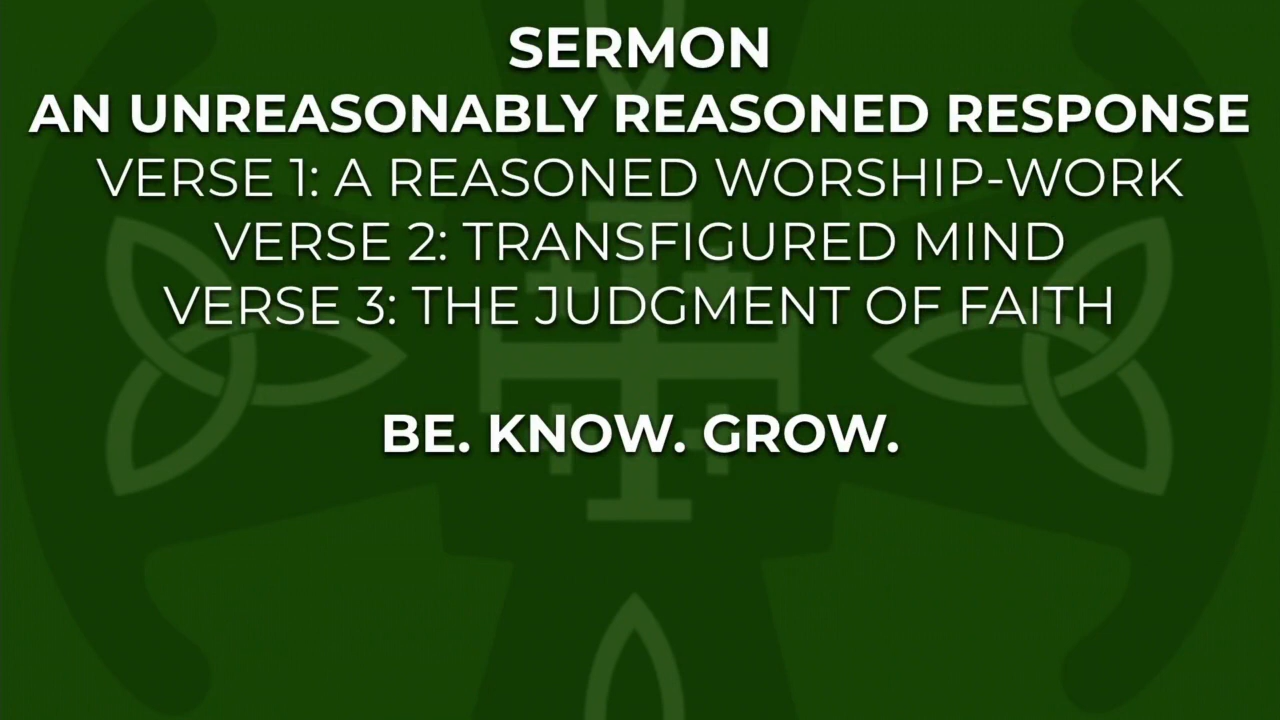 SERMON
AN UNREASONABLY REASONED RESPONSE
VERSE 1: A REASONED WORSHIP-WORK
VERSE 2: TRANSFIGURED MIND
VERSE 3: THE JUDGMENT OF FAITH
BE. KNOW. GROW.